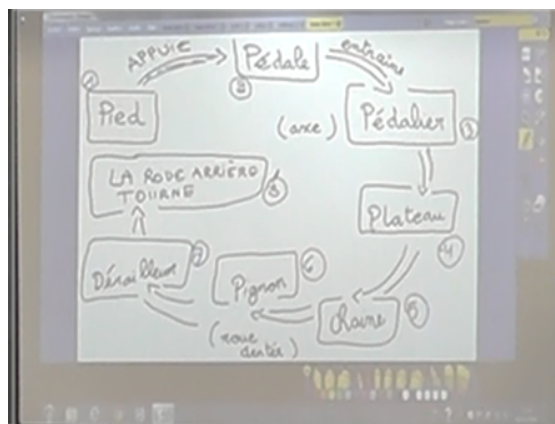 1
Pied
APPUIE
Pédale
2
entraine
Pédalier
3
(axe)
Plateau
4
Chaine
5
Pignon
6
(roue
dentée)
Dérailleur
7
LA ROUE ARRIÈRE
TOURNE
8